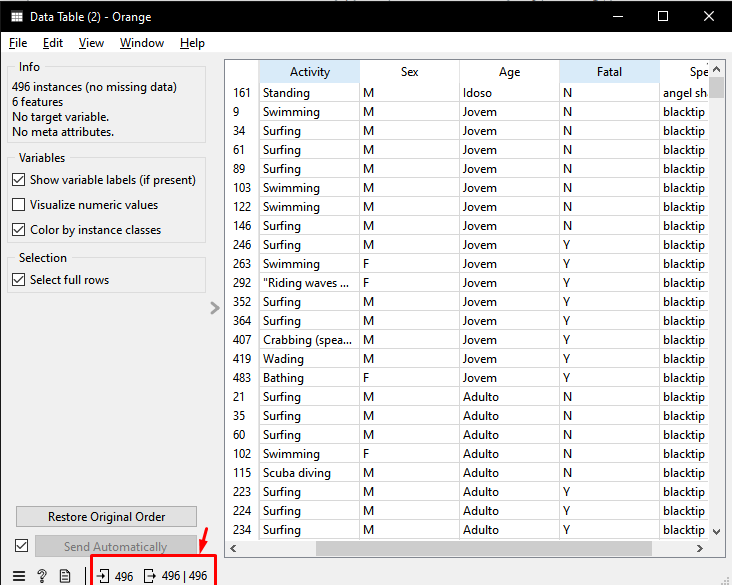 Data Table (2) - Orange
File Edit View Window Help
Info
496 instances (no missing data)
6 features
No target variable.
No meta attributes.
Variables
Show variable labels (if present)
Visualize numeric values
Color by instance classes
Selection
Select full rows
Restore Original Order
Send Automatically
496 496 | 496
Activity Sex Age Fatal Spe
161 Standing M Idoso N angel sh
9 Swimming M Jovem N blacktip
34 Surfing M Jovem N blacktip
61 Surfing M Jovem N blacktip
89 Surfing M Jovem N blacktip
103 Swimming M Jovem N blacktip
122 Swimming M Jovem N blacktip
146 Surfing M Jovem N blacktip
246 Surfing M Jovem Y blacktip
263 Swimming F Jovem Y blacktip
292 "Riding waves ... F Jovem Y blacktip
352 Surfing M Jovem Y blacktip
364 Surfing M Jovem Y blacktip
407 Crabbing (spea... M Jovem Y blacktip
419 Wading M Jovem Y blacktip
483 Bathing F Jovem Y blacktip
21 Surfing M Adulto N blacktip
35 Surfing M Adulto N blacktip
60 Surfing M Adulto N blacktip
102 Swimming F Adulto N blacktip
115 Scuba diving M Adulto N blacktip
223 Surfing M Adulto Y blacktip
224 Surfing M Adulto Y blacktip
234 Surfing M Adulto Y blacktip